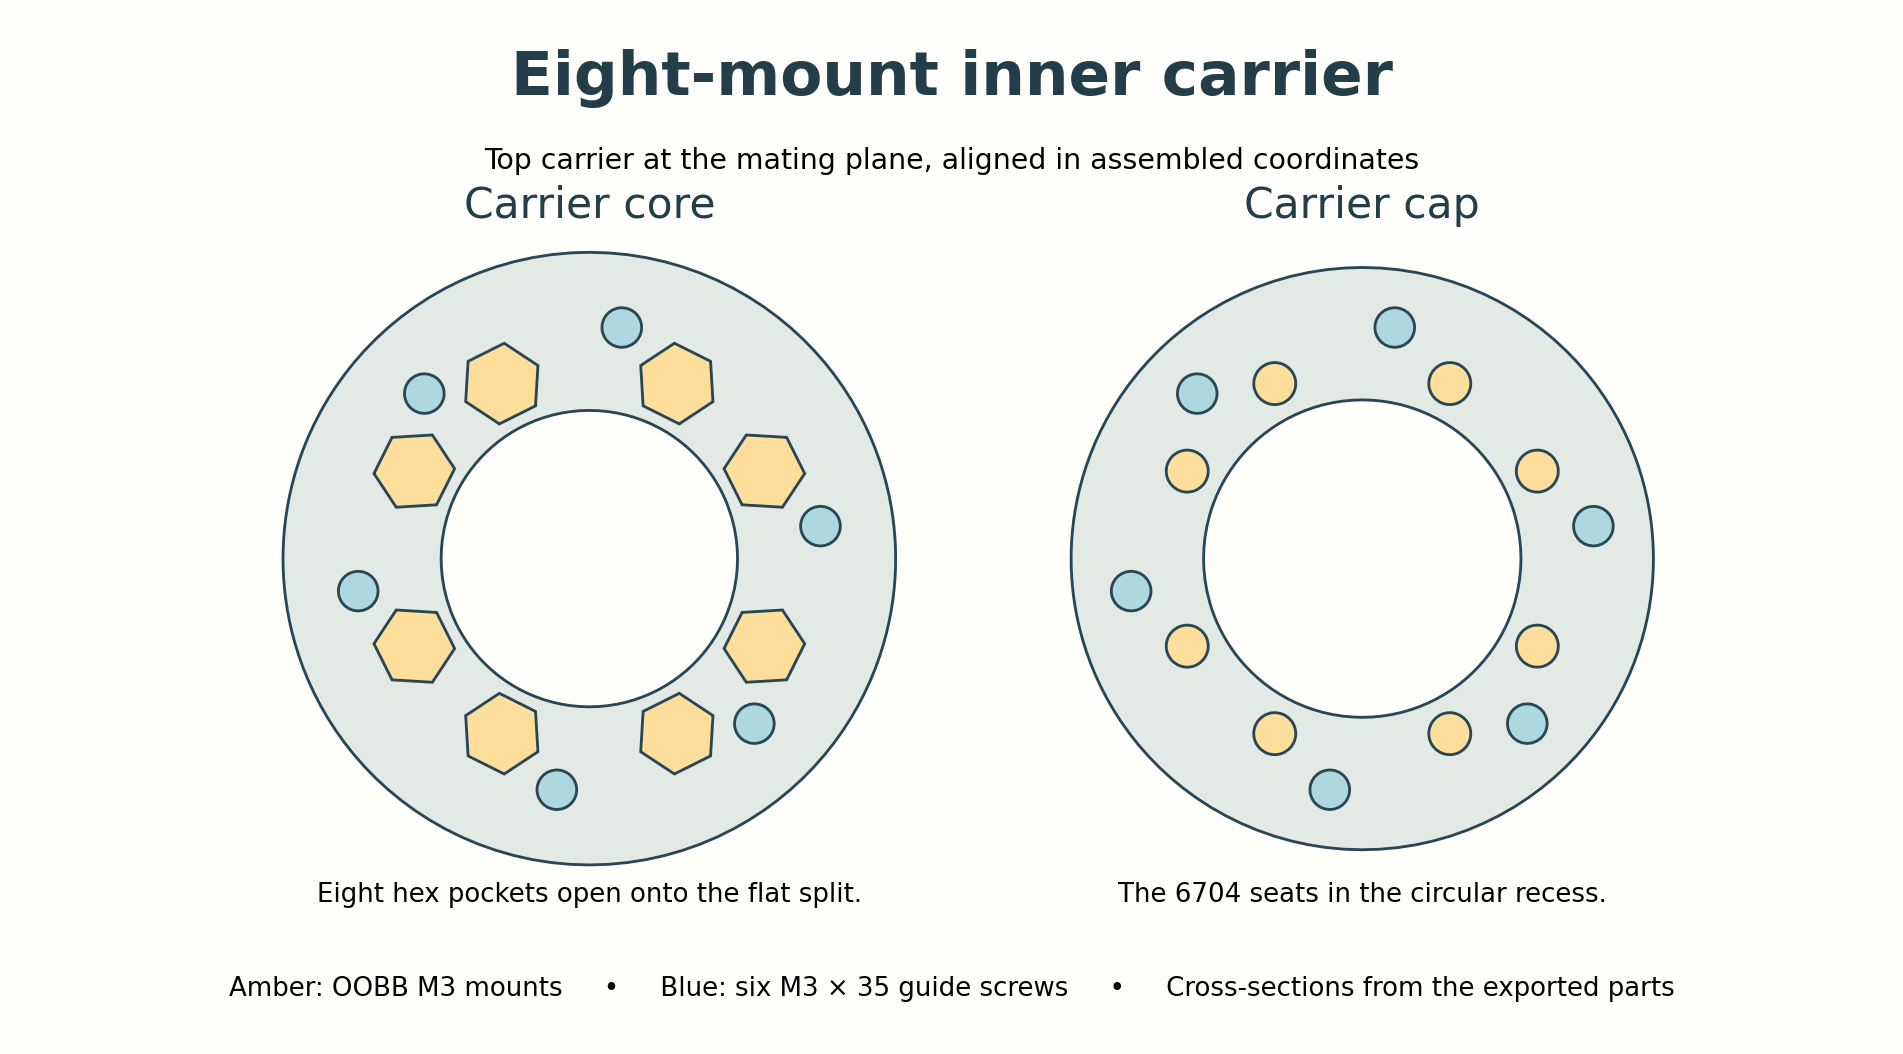 Eight-mount inner carrier
Top carrier at the mating plane, aligned in assembled coordinates
Carrier core
Carrier cap
Eight hex pockets open onto the flat split.
The 6704 seats in the circular recess.
Amber: OOBB M3 mounts • Blue: six M3 × 35 guide screws • Cross-sections from the exported parts